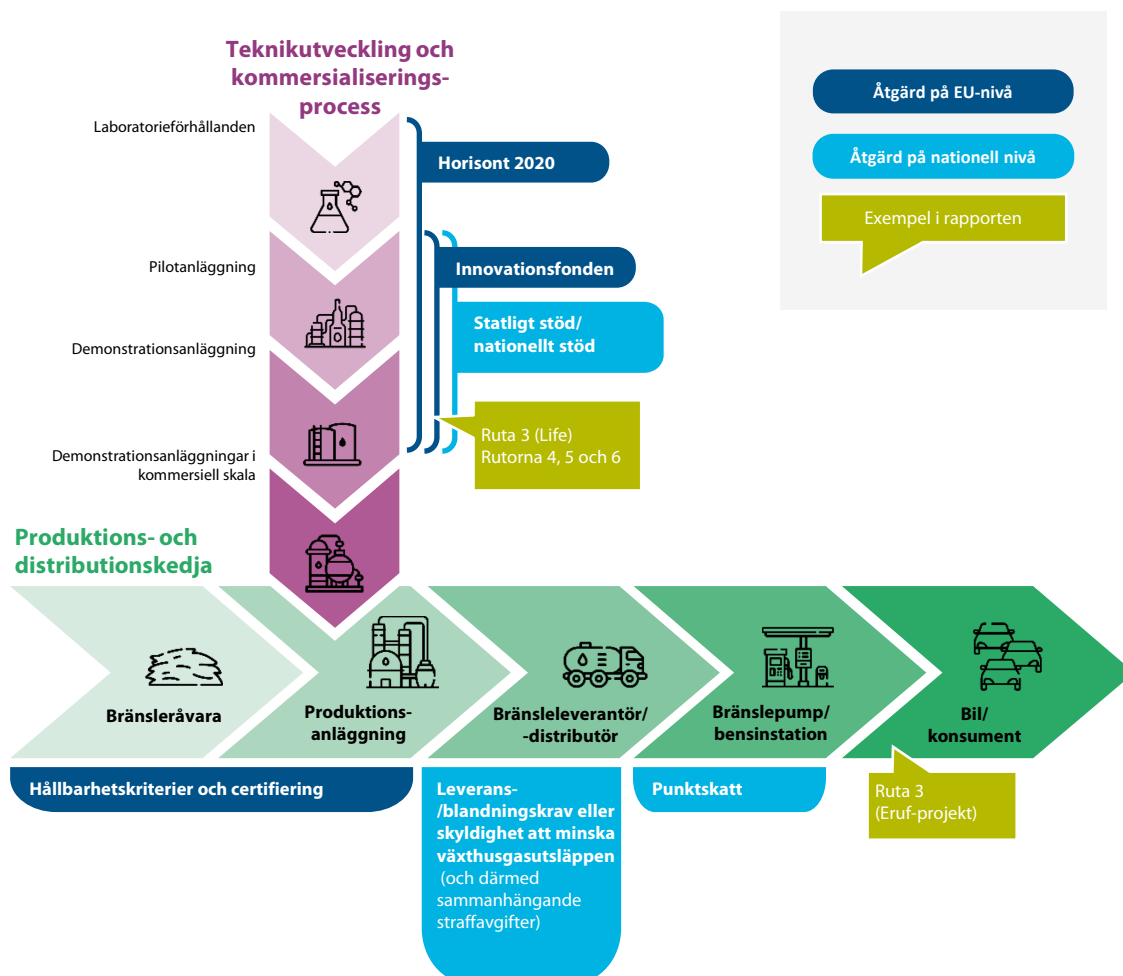 Teknikutveckling och
kommersialiserings-
process
Laboratorieförhållanden
Pilotanläggning
Demonstrationsanläggning
Demonstrationsanläggningar i
kommersiell skala
Horisont 2020
Innovationsfonden
Statligt stöd/
nationellt stöd
Ruta 3 (Life)
Rutorna 4, 5 och 6
Åtgärd på EU-nivå
Åtgärd på nationell nivå
Exempel i rapporten
Produktions- och
distributionskedja
Bränsleråvara
Produktions-
anläggning
Bränsleleverantör/
-distributör
Bränslepump/
bensinstation
Bil/
konsument
Hållbarhetskriterier och certifiering
Leverans-
/blandningskrav eller
skyldighet att minska
växthusgasutsläppen
(och därmed
sammanhängande
straffavgifter)
Punktskatt
Ruta 3
(Eruf-projekt)